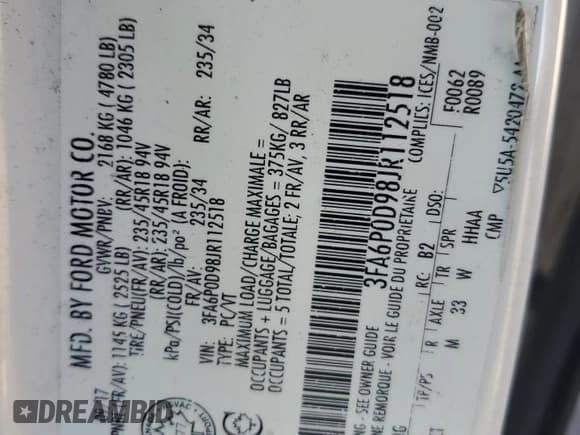 MFD. BY FORD MOTOR CO.
GVWR/PNBV: 2168 KG ( 4780 LB)
1145 KG ( 2525 LB) (RR/AR): 1046 KG ( 2305 LB)
TIRE/PNEU(FR/AV): 235/45R18 94V
(RR/AR): 235/45R18 94V
kPa/PSI(COLD)/lb/po² (A FROID):
FR/AV: 235/34 RR/AR: 235/34
VIN: 3FA6P0D98JR112518
TYPE: PC/VT
MAXIMUM LOAD/CHARGE MAXIMALE =
OCCUPANTS + LUGGAGE/BAGAGES = 375KG/ 827LB
OCCUPANTS = 5 TOTAL/TOTALE; 2 FR/AV, 3 RR/AR
3FA6P0D98JR112518
SEE OWNER GUIDE COMPLIES: ICES/NMB-002
VOIR LE GUIDE DU PROPRIETAIRE
F0062
R0089
RC: B2 DSO:
TP/PS R AXLE TR SPR
M 33 W HHAA
CMP
DREAMBID